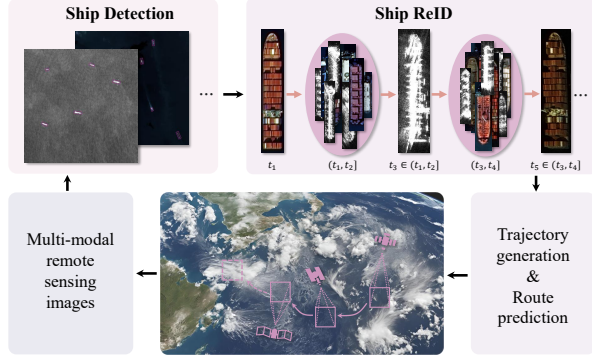 Ship Detection
Ship ReID
...
...
t₁
(t₁, t₂]
t₃ ∈ (t₁, t₂]
(t₃, t₄]
t₅ ∈ (t₃, t₄]
Multi-modal
remote
sensing
images
Trajectory
generation
&
Route
prediction